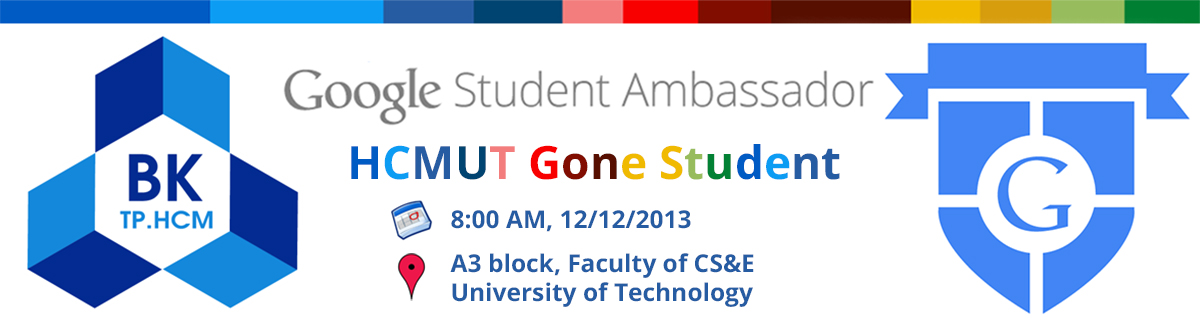 BK
TP.HCM
Google Student Ambassador
HCMUT Gone Student
8:00 AM, 12/12/2013
A3 block, Faculty of CS&E
University of Technology
G